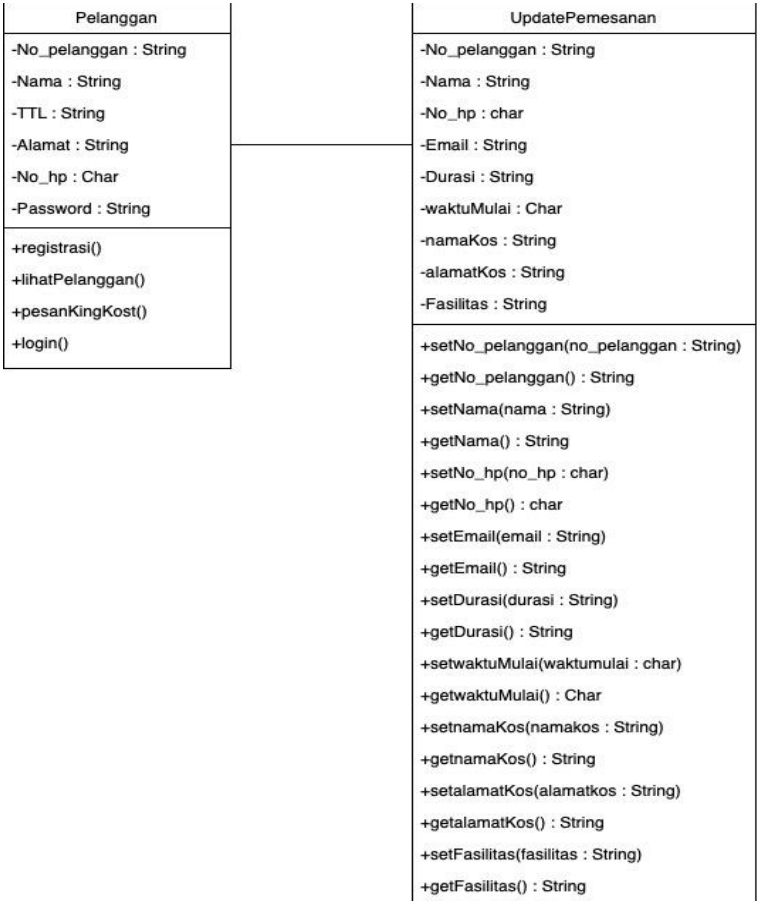 Pelanggan
-No_pelanggan : String
-Nama : String
-TTL : String
-Alamat : String
-No_hp : Char
-Password : String
+registrasi()
+lihatPelanggan()
+pesanKingKost()
+login()
UpdatePemesanan
-No_pelanggan : String
-Nama : String
-No_hp : char
-Email : String
-Durasi : String
-waktuMulai : Char
-namaKos : String
-alamatKos : String
-Fasilitas : String
+setNo_pelanggan(no_pelanggan : String)
+getNo_pelanggan() : String
+setNama(nama : String)
+getNama() : String
+setNo_hp(no_hp : char)
+getNo_hp() : char
+setEmail(email : String)
+getEmail() : String
+setDurasi(durasi : String)
+getDurasi() : String
+setwaktuMulai(waktumulai : char)
+getwaktuMulai() : Char
+setnamaKos(namakos : String)
+getnamaKos() : String
+setalamatKos(alamatkos : String)
+getalamatKos() : String
+setFasilitas(fasilitas : String)
+getFasilitas() : String